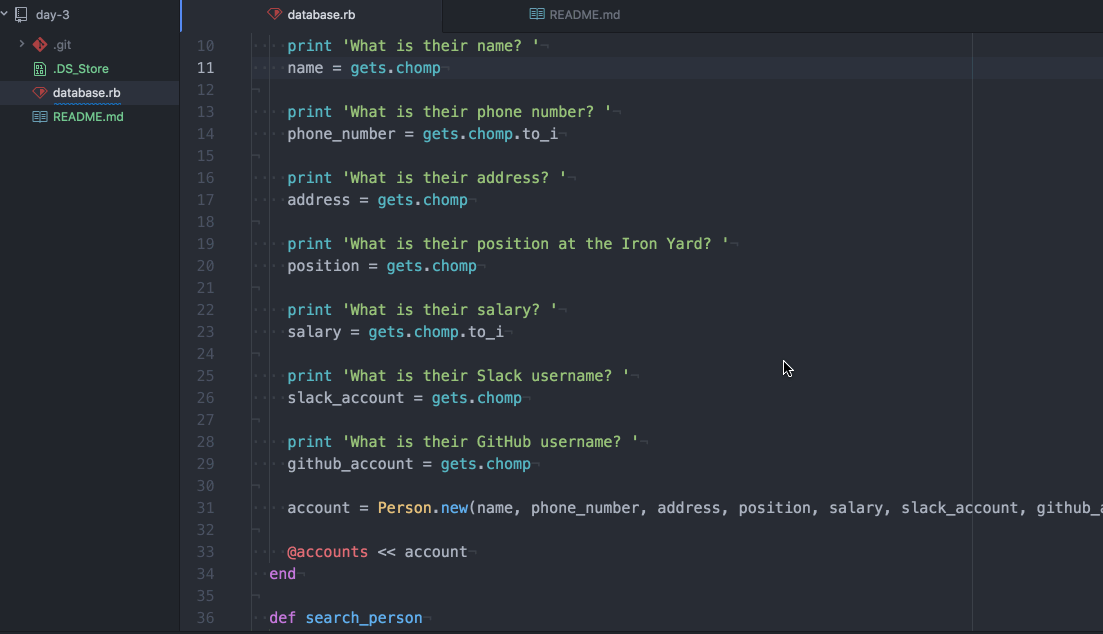 day-3
.git
.DS_Store
database.rb
README.md
database.rb
README.md
10 print 'What is their name? '
11 name = gets.chomp
12
13 print 'What is their phone number? '
14 phone_number = gets.chomp.to_i
15
16 print 'What is their address? '
17 address = gets.chomp
18
19 print 'What is their position at the Iron Yard? '
20 position = gets.chomp
21
22 print 'What is their salary? '
23 salary = gets.chomp.to_i
24
25 print 'What is their Slack username? '
26 slack_account = gets.chomp
27
28 print 'What is their GitHub username? '
29 github_account = gets.chomp
30
31 account = Person.new(name, phone_number, address, position, salary, slack_account, github_a
32
33 @accounts << account
34 end
35
36 def search_person